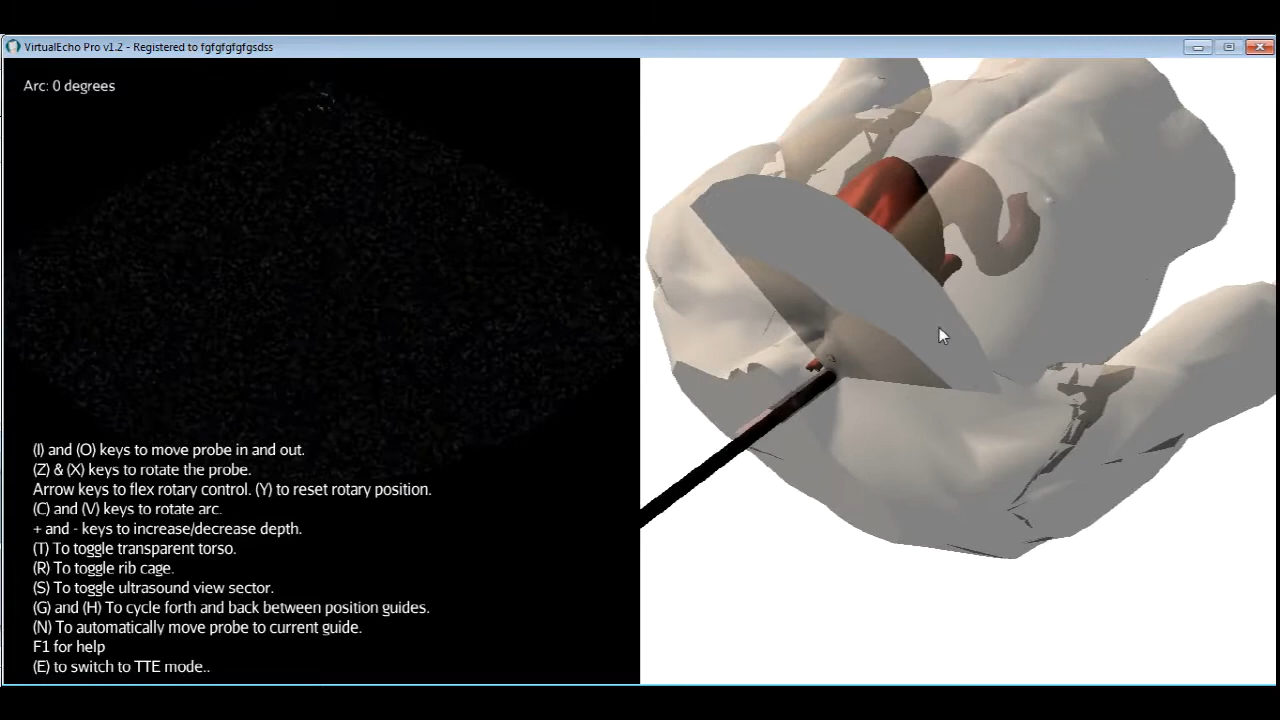 VirtualEcho Pro v1.2 - Registered to fgfgfgfgfgsdss
Arc: 0 degrees
(I) and (O) keys to move probe in and out.
(Z) & (X) keys to rotate the probe.
Arrow keys to flex rotary control. (Y) to reset rotary position.
(C) and (V) keys to rotate arc.
+ and - keys to increase/decrease depth.
(T) To toggle transparent torso.
(R) To toggle rib cage.
(S) To toggle ultrasound view sector.
(G) and (H) To cycle forth and back between position guides.
(N) To automatically move probe to current guide.
F1 for help
(E) to switch to TTE mode..